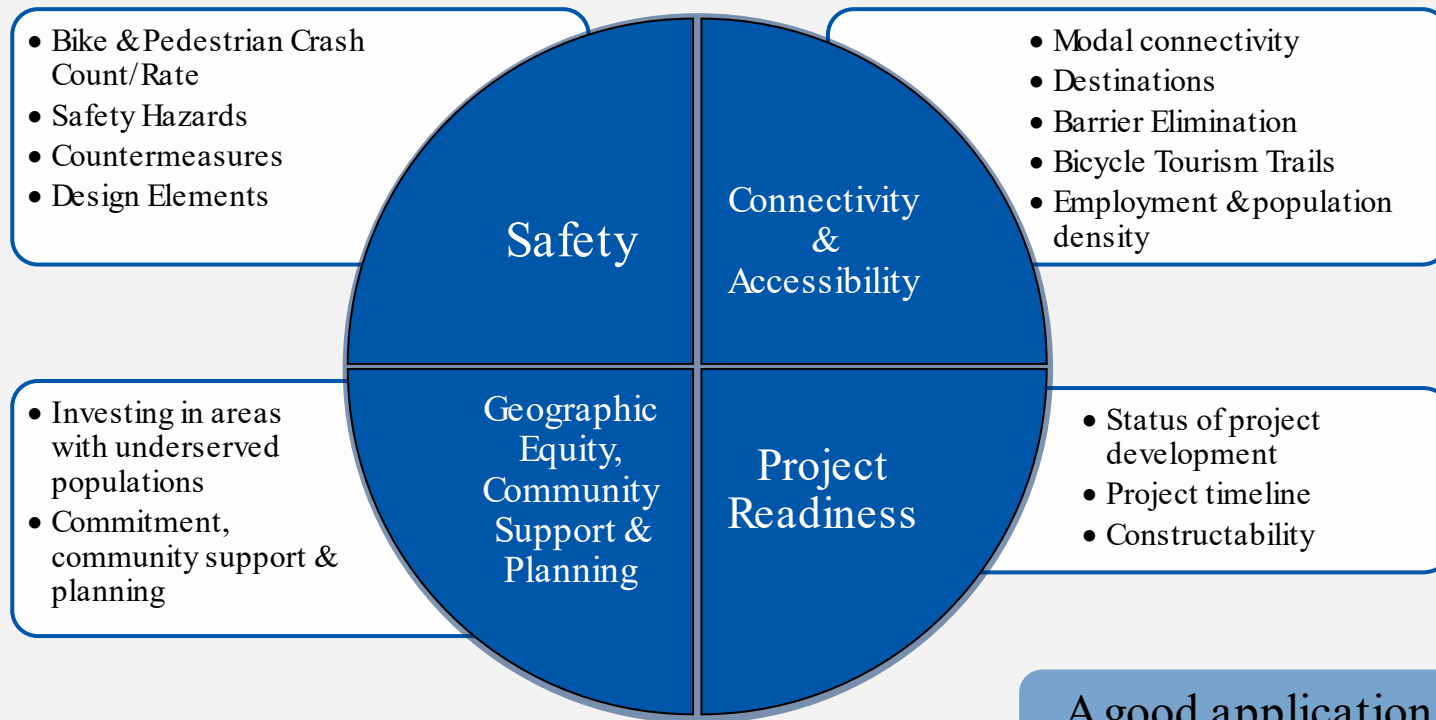 • Bike & Pedestrian Crash
Count/Rate
• Safety Hazards
• Countermeasures
• Design Elements
• Modal connectivity
• Destinations
• Barrier Elimination
• Bicycle Tourism Trails
• Employment & population
density
Safety
Connectivity
&
Accessibility
• Investing in areas
with underserved
populations
• Commitment,
community support &
planning
Geographic
Equity,
Community
Support &
Planning
Project
Readiness
• Status of project
development
• Project timeline
• Constructability
A good application